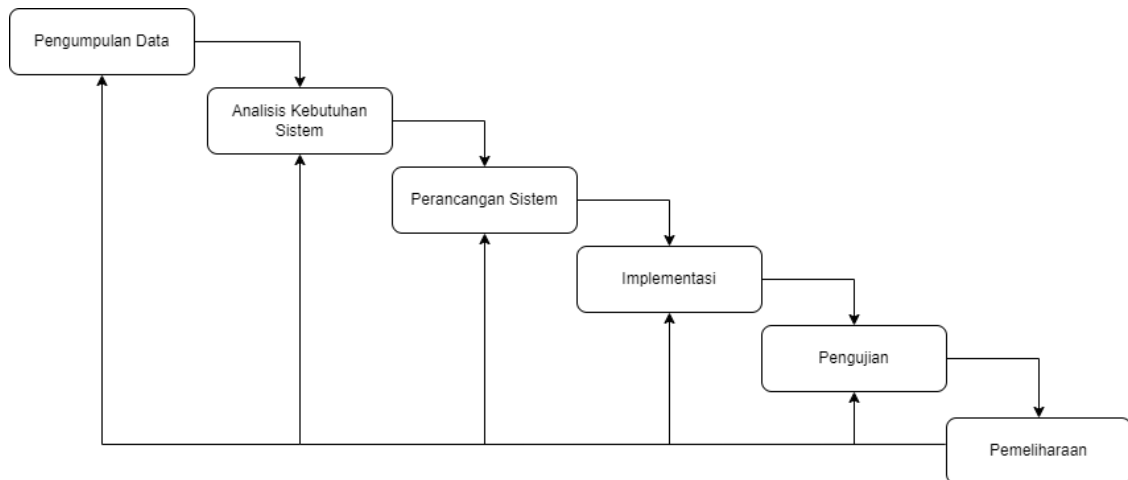 Pengumpulan Data
Analisis Kebutuhan
Sistem
Perancangan Sistem
Implementasi
Pengujian
Pemeliharaan